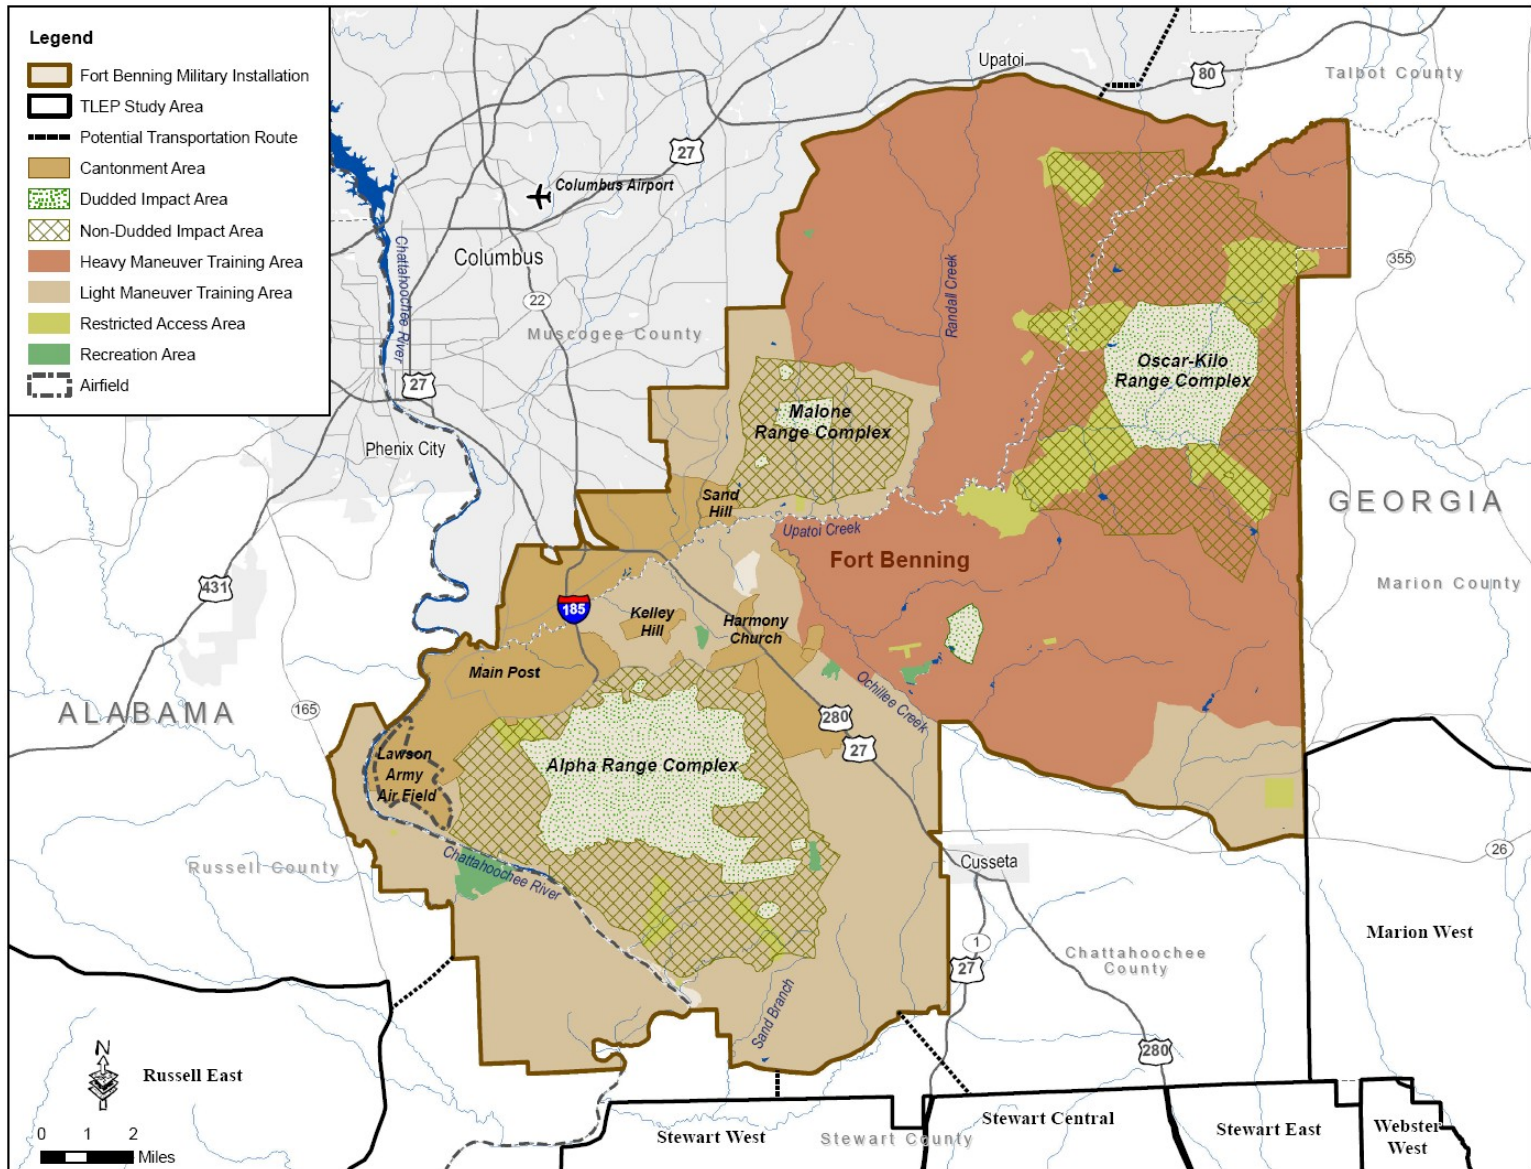 Legend
Fort Benning Military Installation
TLEP Study Area
Potential Transportation Route
Cantonment Area
Dudded Impact Area
Non-Dudded Impact Area
Heavy Maneuver Training Area
Light Maneuver Training Area
Restricted Access Area
Recreation Area
Airfield
Upatoi
80
Talbot County
27
Columbus Airport
Chattahoochee River
Columbus
22
Muscogee County
Randall Creek
355
27
Oscar-Kilo
Range Complex
Malone
Range Complex
Phenix City
Sand
Hill
GEORGIA
Upatoi Creek
Fort Benning
Marion County
431
185
Kelley
Hill
Harmony
Church
Main Post
Ochillee Creek
ALABAMA
165
280
27
Lawson
Army
Air Field
Alpha Range Complex
Russell County
Chattahoochee River
Cusseta
26
Marion West
1
27
Chattahoochee
County
Sand Branch
280
N
Russell East
0 1 2
Miles
Stewart West
Stewart County
Stewart Central
Stewart East
Webster
West